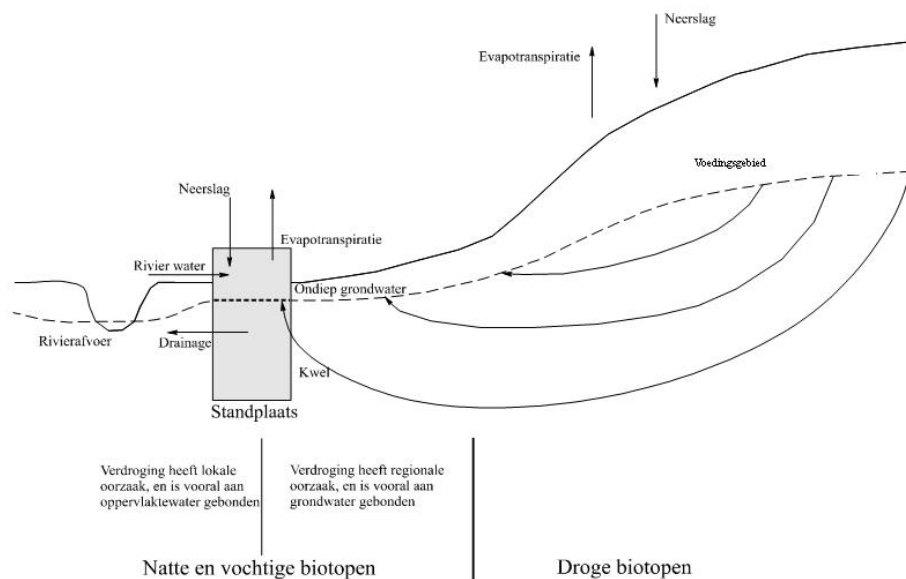 Neerslag
Evapotranspiratie
Voedingsgebied
Neerslag
Evapotranspiratie
Rivier water
Ondiep grondwater
Rivierafvoer
Drainage
Kwel
Standplaats
Verdroging heeft lokale
oorzaak, en is vooral aan
oppervlaktewater gebonden
Verdroging heeft regionale
oorzaak, en is vooral aan
grondwater gebonden
Natte en vochtige biotopen
Droge biotopen